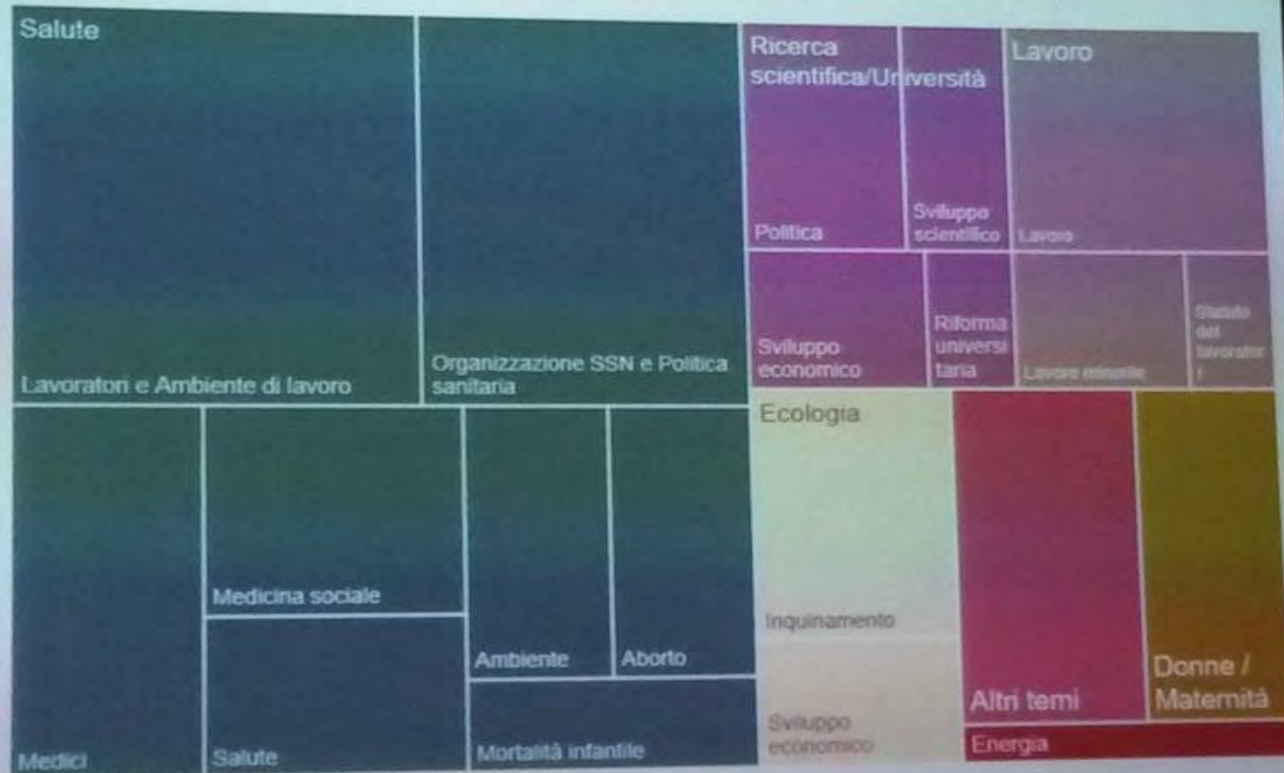 Salute
Lavoratori e Ambiente di lavoro
Organizzazione SSN e Politica
sanitaria
Medici
Medicina sociale
Salute
Ambiente
Aborto
Mortalità infantile
Ricerca
scientifica/Università
Politica
Sviluppo
scientifico
Sviluppo
economico
Riforma
universi
taria
Lavoro
Lavoro
Lavoro minorile
Statuto
dei
lavorator
i
Ecologia
Inquinamento
Sviluppo
economico
Altri temi
Donne /
Maternità
Energia